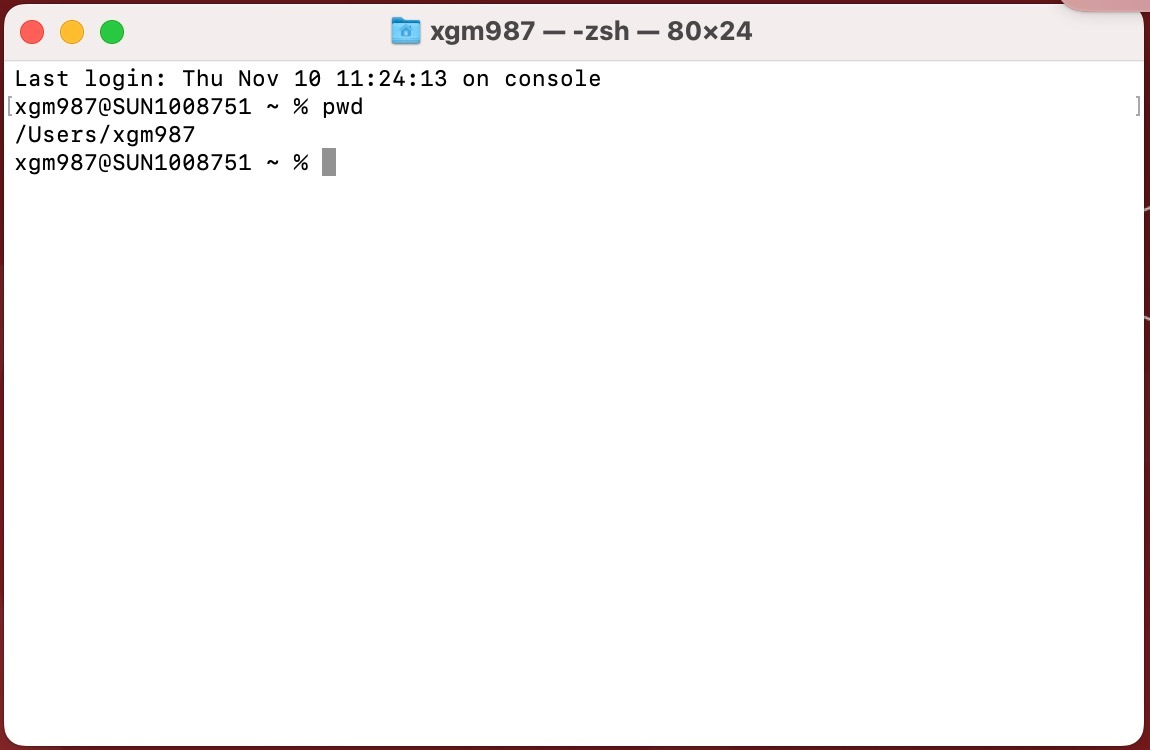 xgm987 — -zsh — 80×24
Last login: Thu Nov 10 11:24:13 on console
[xgm987@SUN1008751 ~ % pwd ]
/Users/xgm987
xgm987@SUN1008751 ~ %